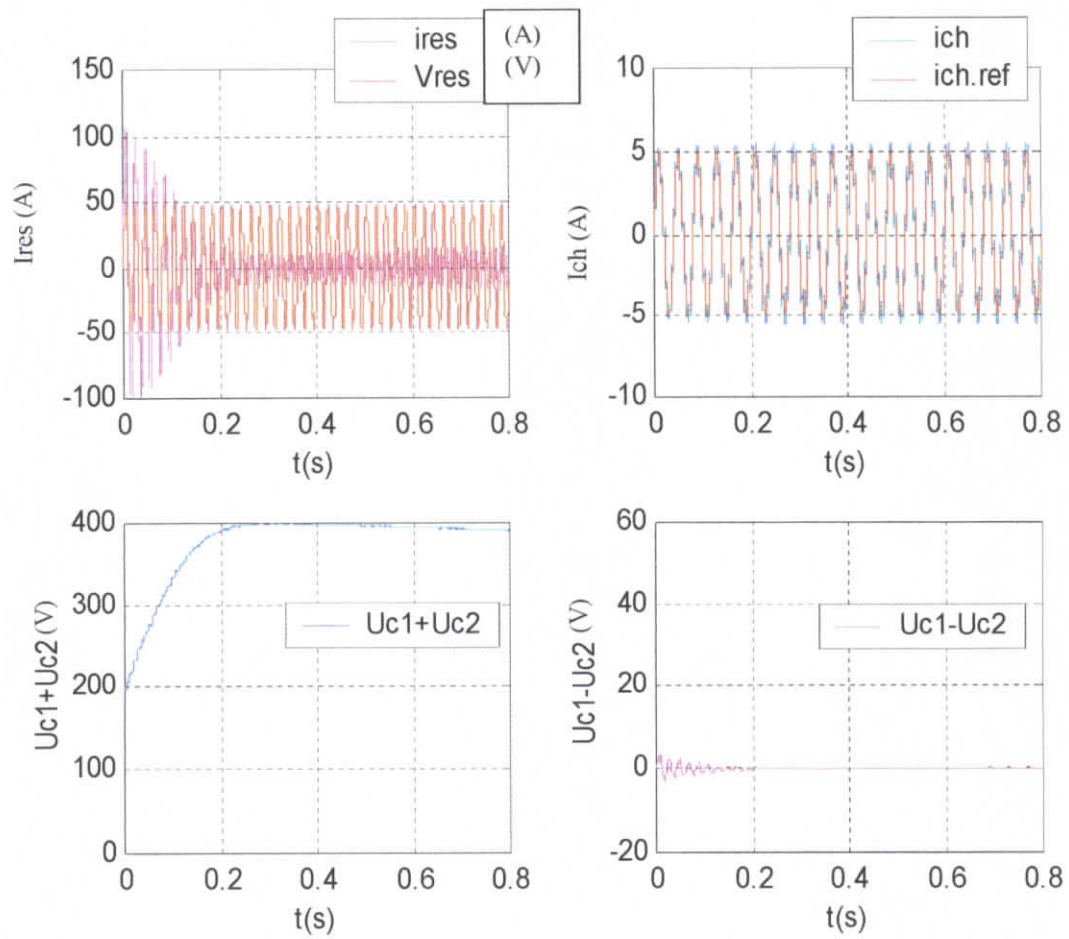 ires (A)
Vres (V)
150
100
50
0
-50
-100
Ires (A)
0 0.2 0.4 0.6 0.8
t(s)
ich
ich.ref
10
5
0
-5
-10
Ich (A)
0 0.2 0.4 0.6 0.8
t(s)
400
300
200
100
0
Uc1+Uc2 (V)
Uc1+Uc2
0 0.2 0.4 0.6 0.8
t(s)
60
40
20
0
-20
Uc1-Uc2 (V)
Uc1-Uc2
0 0.2 0.4 0.6 0.8
t(s)